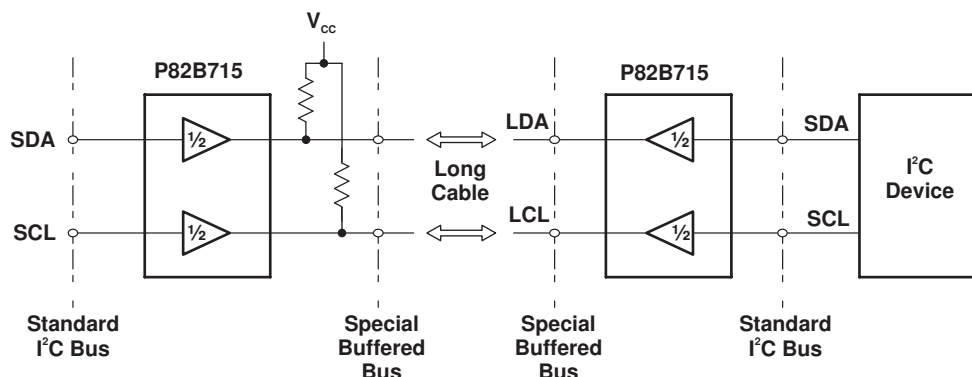 V_CC
P82B715
P82B715
SDA
½
LDA
½
SDA
Long
Cable
I²C
Device
SCL
½
LCL
½
SCL
Standard
I²C Bus
Special
Buffered
Bus
Special
Buffered
Bus
Standard
I²C Bus